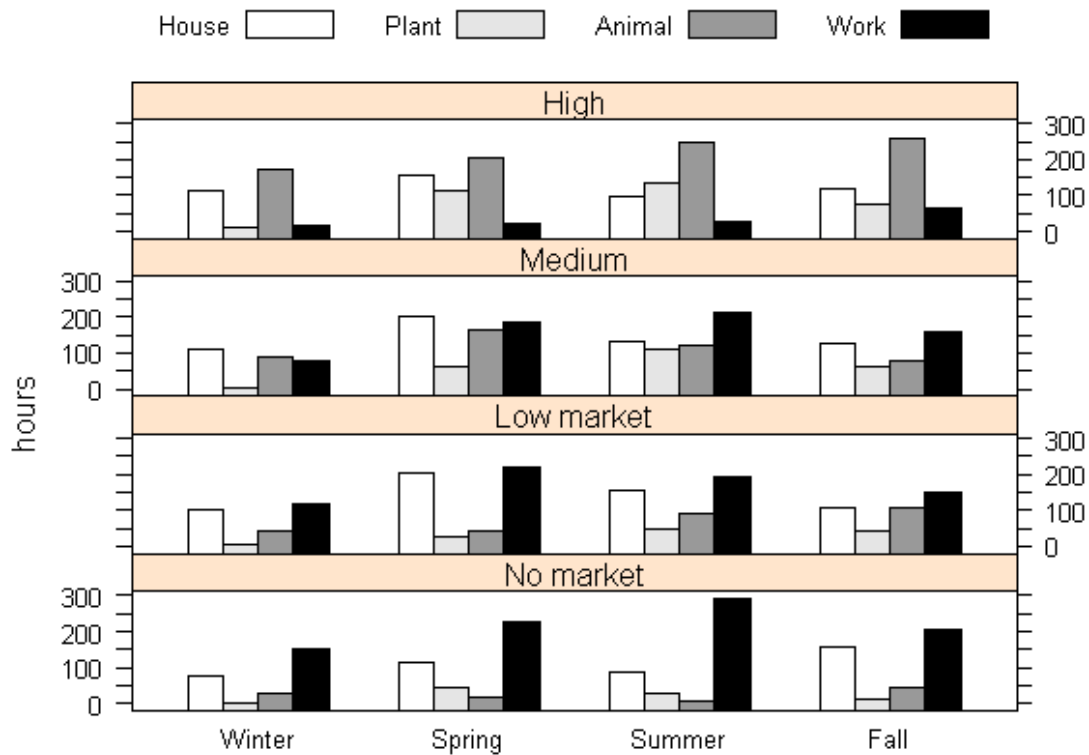 House Plant Animal Work
High
300
200
100
0
Medium
300
200
100
0
hours
Low market
300
200
100
0
No market
300
200
100
0
Winter Spring Summer Fall